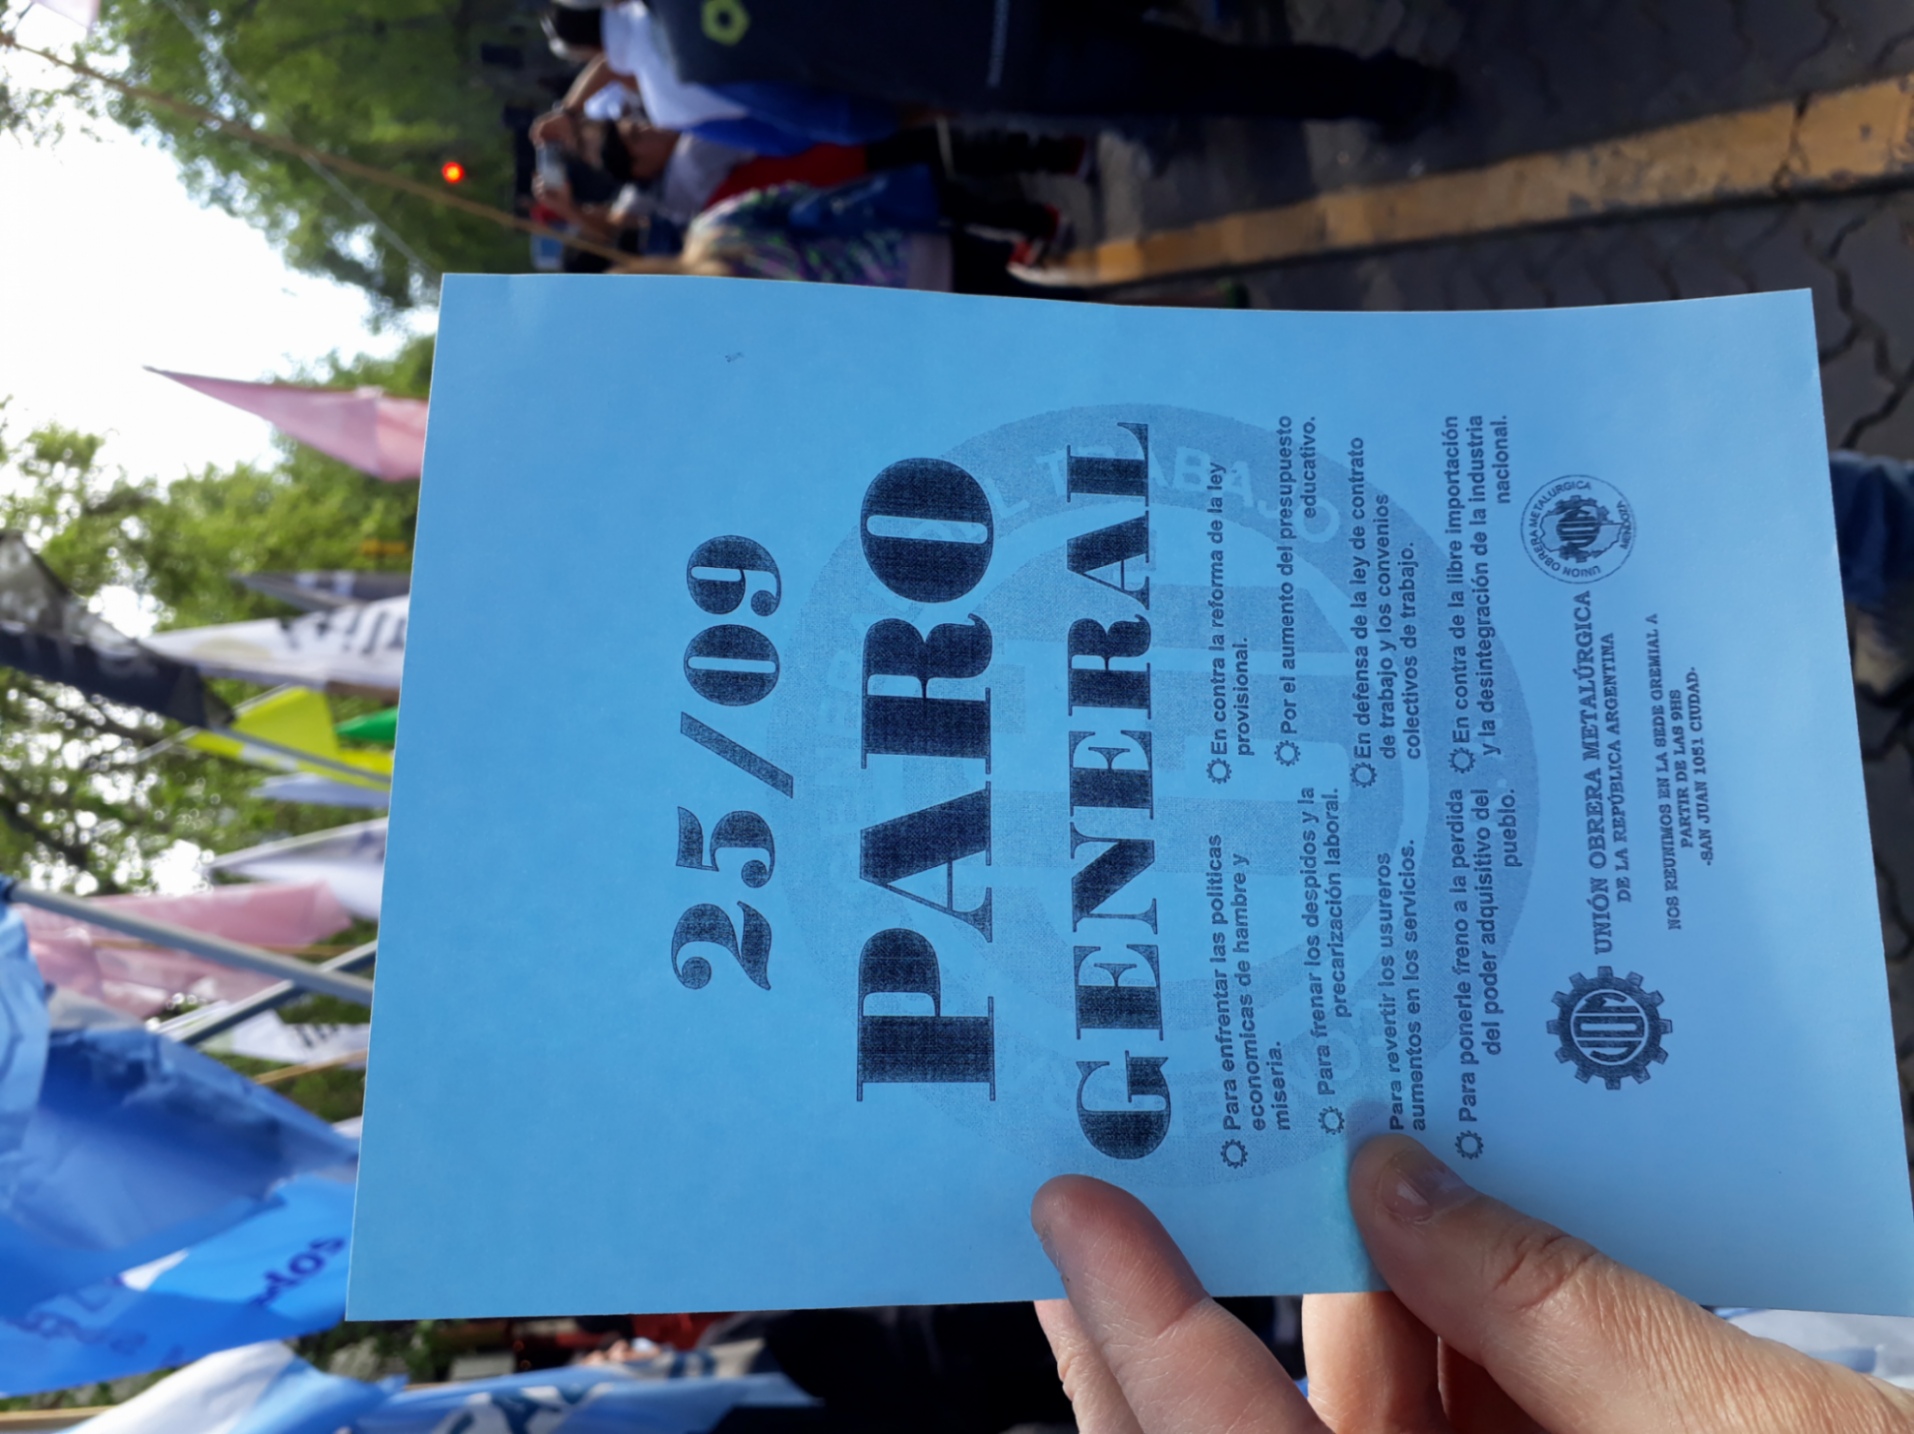 25/09
PARO
GENERAL
Para enfrentar las politicas
economicas de hambre y
miseria.
Para frenar los despidos y la
precarización laboral.
Para revertir los usureros
aumentos en los servicios.
Para ponerle freno a la perdida
del poder adquisitivo del
pueblo.
En contra la reforma de la ley
provisional.
Por el aumento del presupuesto
educativo.
En defensa de la ley de contrato
de trabajo y los convenios
colectivos de trabajo.
En contra de la libre importación
y la desintegración de la industria
nacional.
UOM
UNIÓN OBRERA METALÚRGICA
DE LA REPÚBLICA ARGENTINA
UNION OBRERA METALURGICA
MENDOZA
NOS REUNIMOS EN LA SEDE GREMIAL A
PARTIR DE LAS 9HS
-SAN JUAN 1051 CIUDAD-
TRABAJO